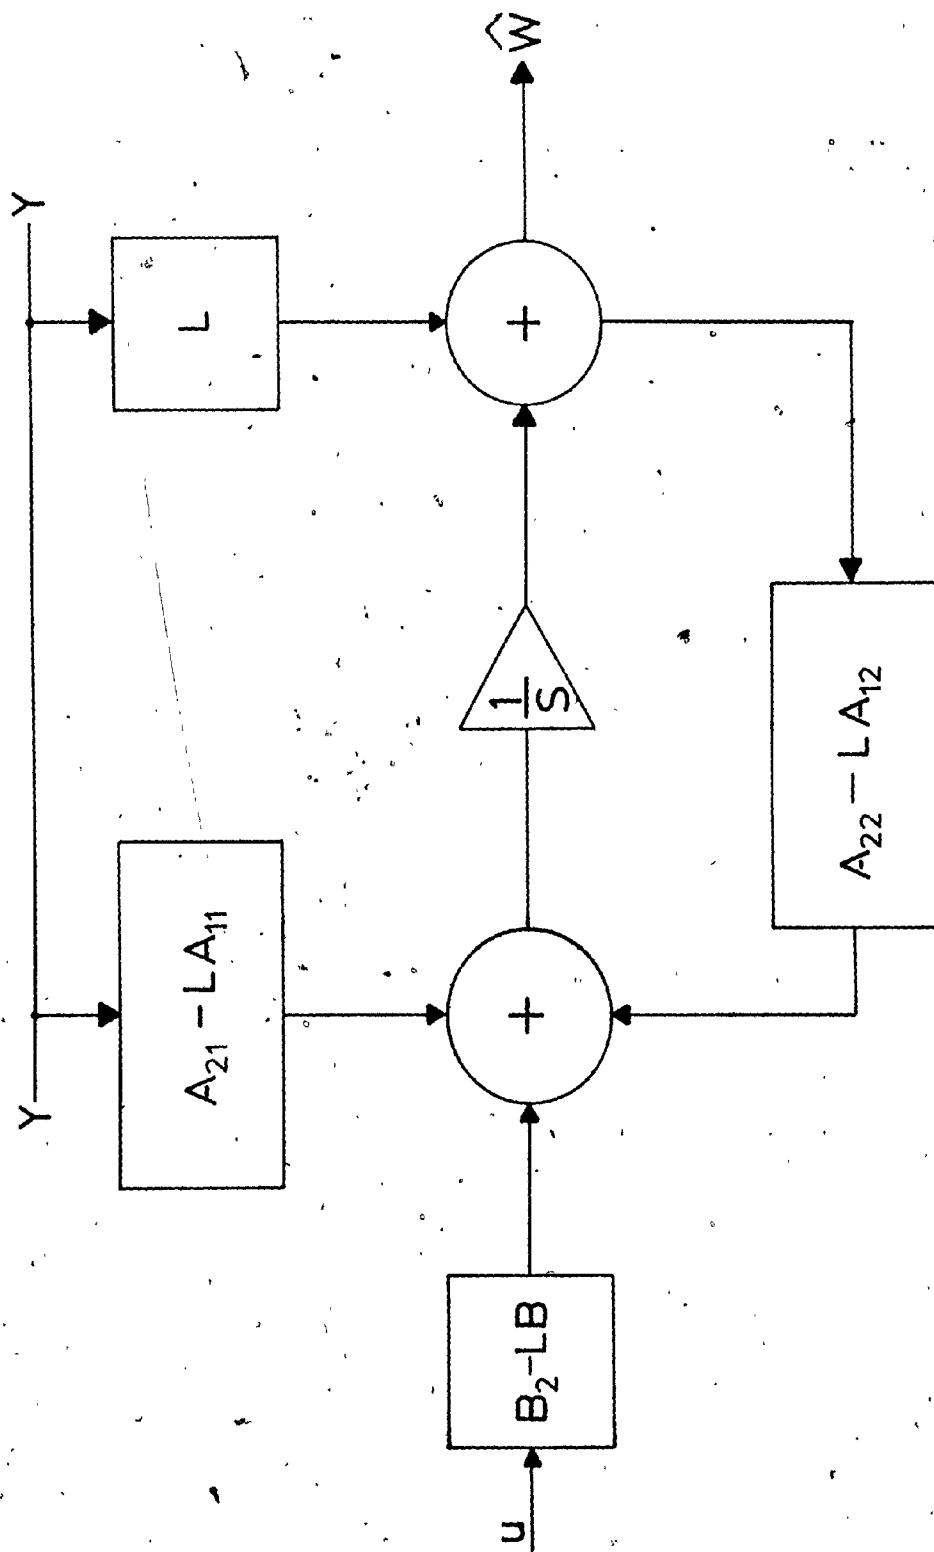 Y
Y
A₂₁ − LA₁₁
L
u
B₂-LB
+
1
S
+
Ŵ
A₂₂ − LA₁₂